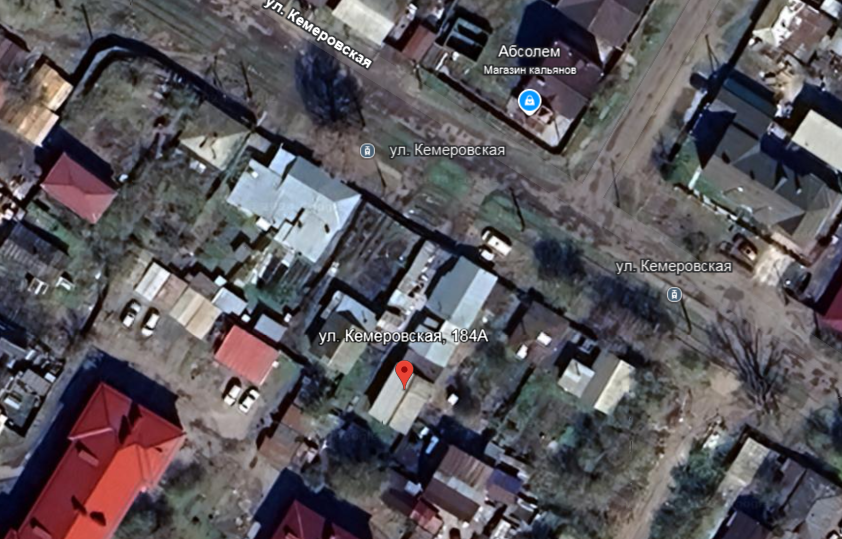 ул. Кемеровская
Абсолем
Магазин кальянов
ул. Кемеровская
ул. Кемеровская
ул. Кемеровская, 184А